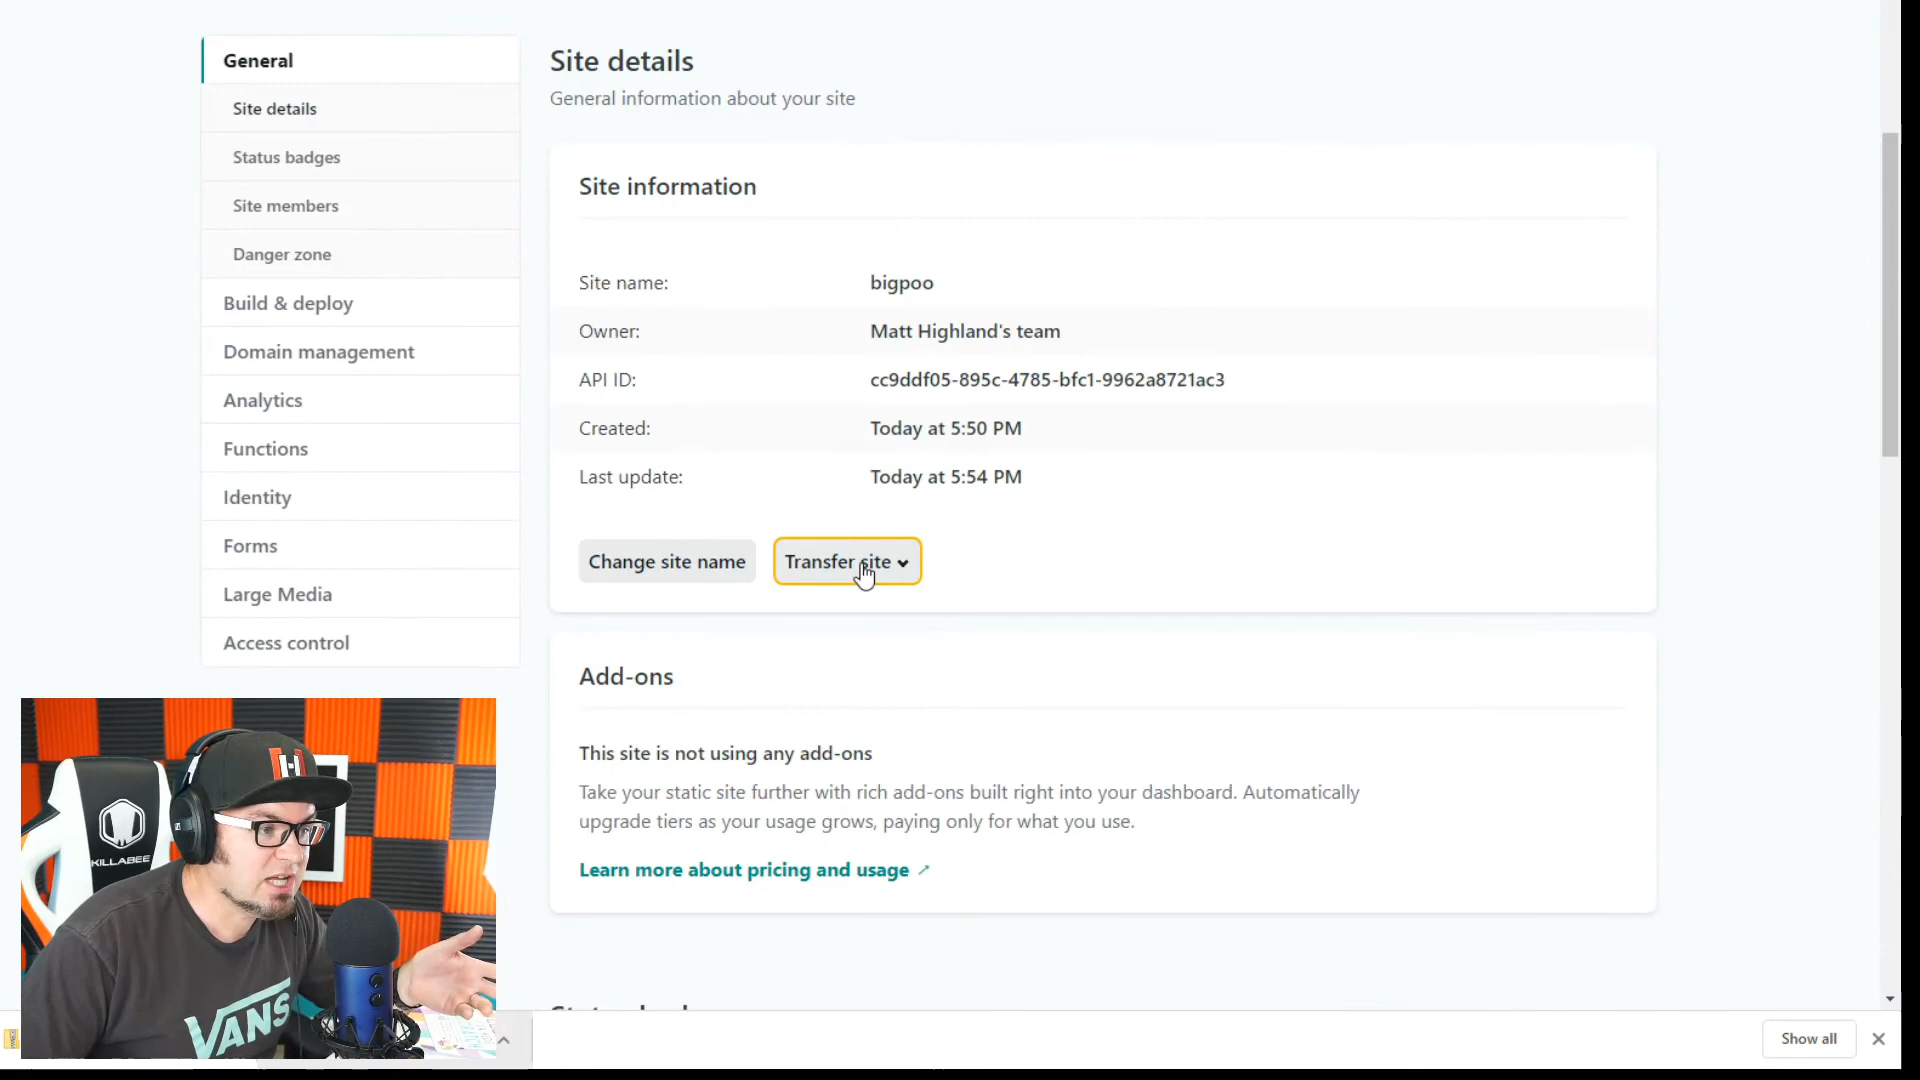 General
Site details
Status badges
Site members
Danger zone
Build & deploy
Domain management
Analytics
Functions
Identity
Forms
Large Media
Access control
Site details
General information about your site
Site information
Site name: bigpoo
Owner: Matt Highland's team
API ID: cc9ddf05-895c-4785-bfc1-9962a8721ac3
Created: Today at 5:50 PM
Last update: Today at 5:54 PM
Change site name
Transfer site
Add-ons
This site is not using any add-ons
Take your static site further with rich add-ons built right into your dashboard. Automatically
upgrade tiers as your usage grows, paying only for what you use.
Learn more about pricing and usage
KILLABEE
VANS
Show all